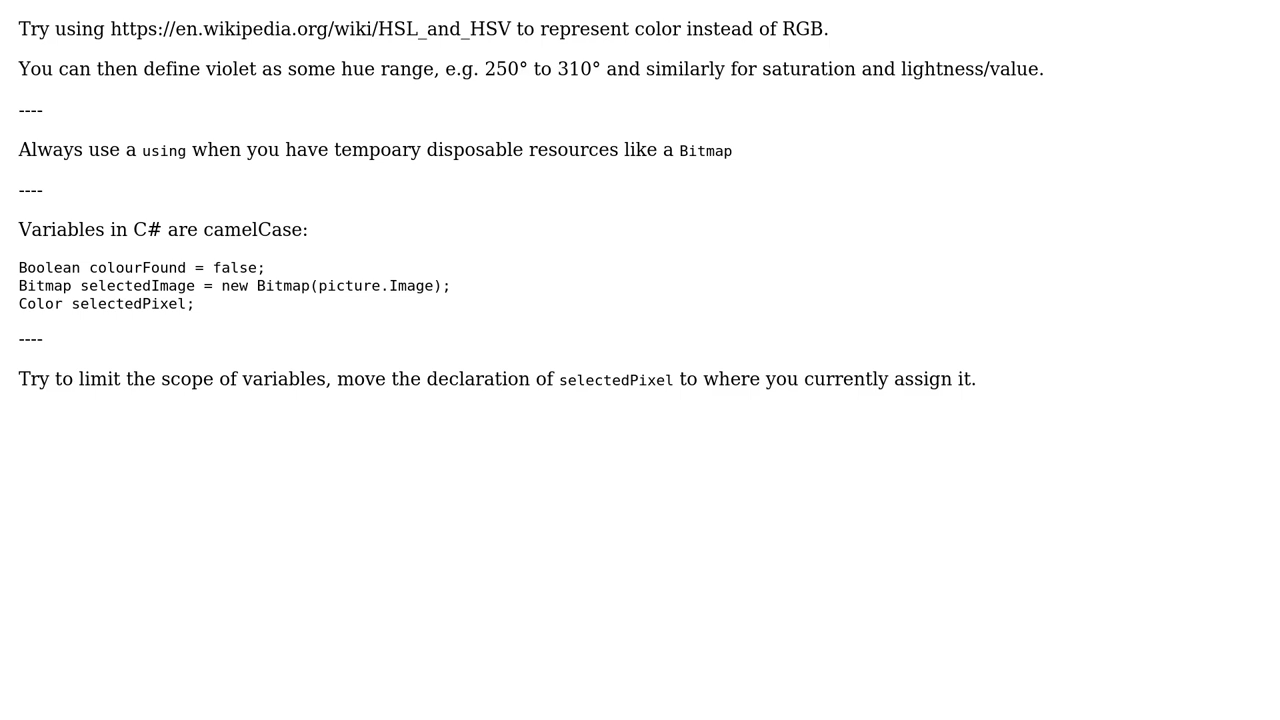 Try using https://en.wikipedia.org/wiki/HSL_and_HSV to represent color instead of RGB.
You can then define violet as some hue range, e.g. 250° to 310° and similarly for saturation and lightness/value.
----
Always use a using when you have tempoary disposable resources like a Bitmap
----
Variables in C# are camelCase:
Boolean colourFound = false;
Bitmap selectedImage = new Bitmap(picture.Image);
Color selectedPixel;
----
Try to limit the scope of variables, move the declaration of selectedPixel to where you currently assign it.